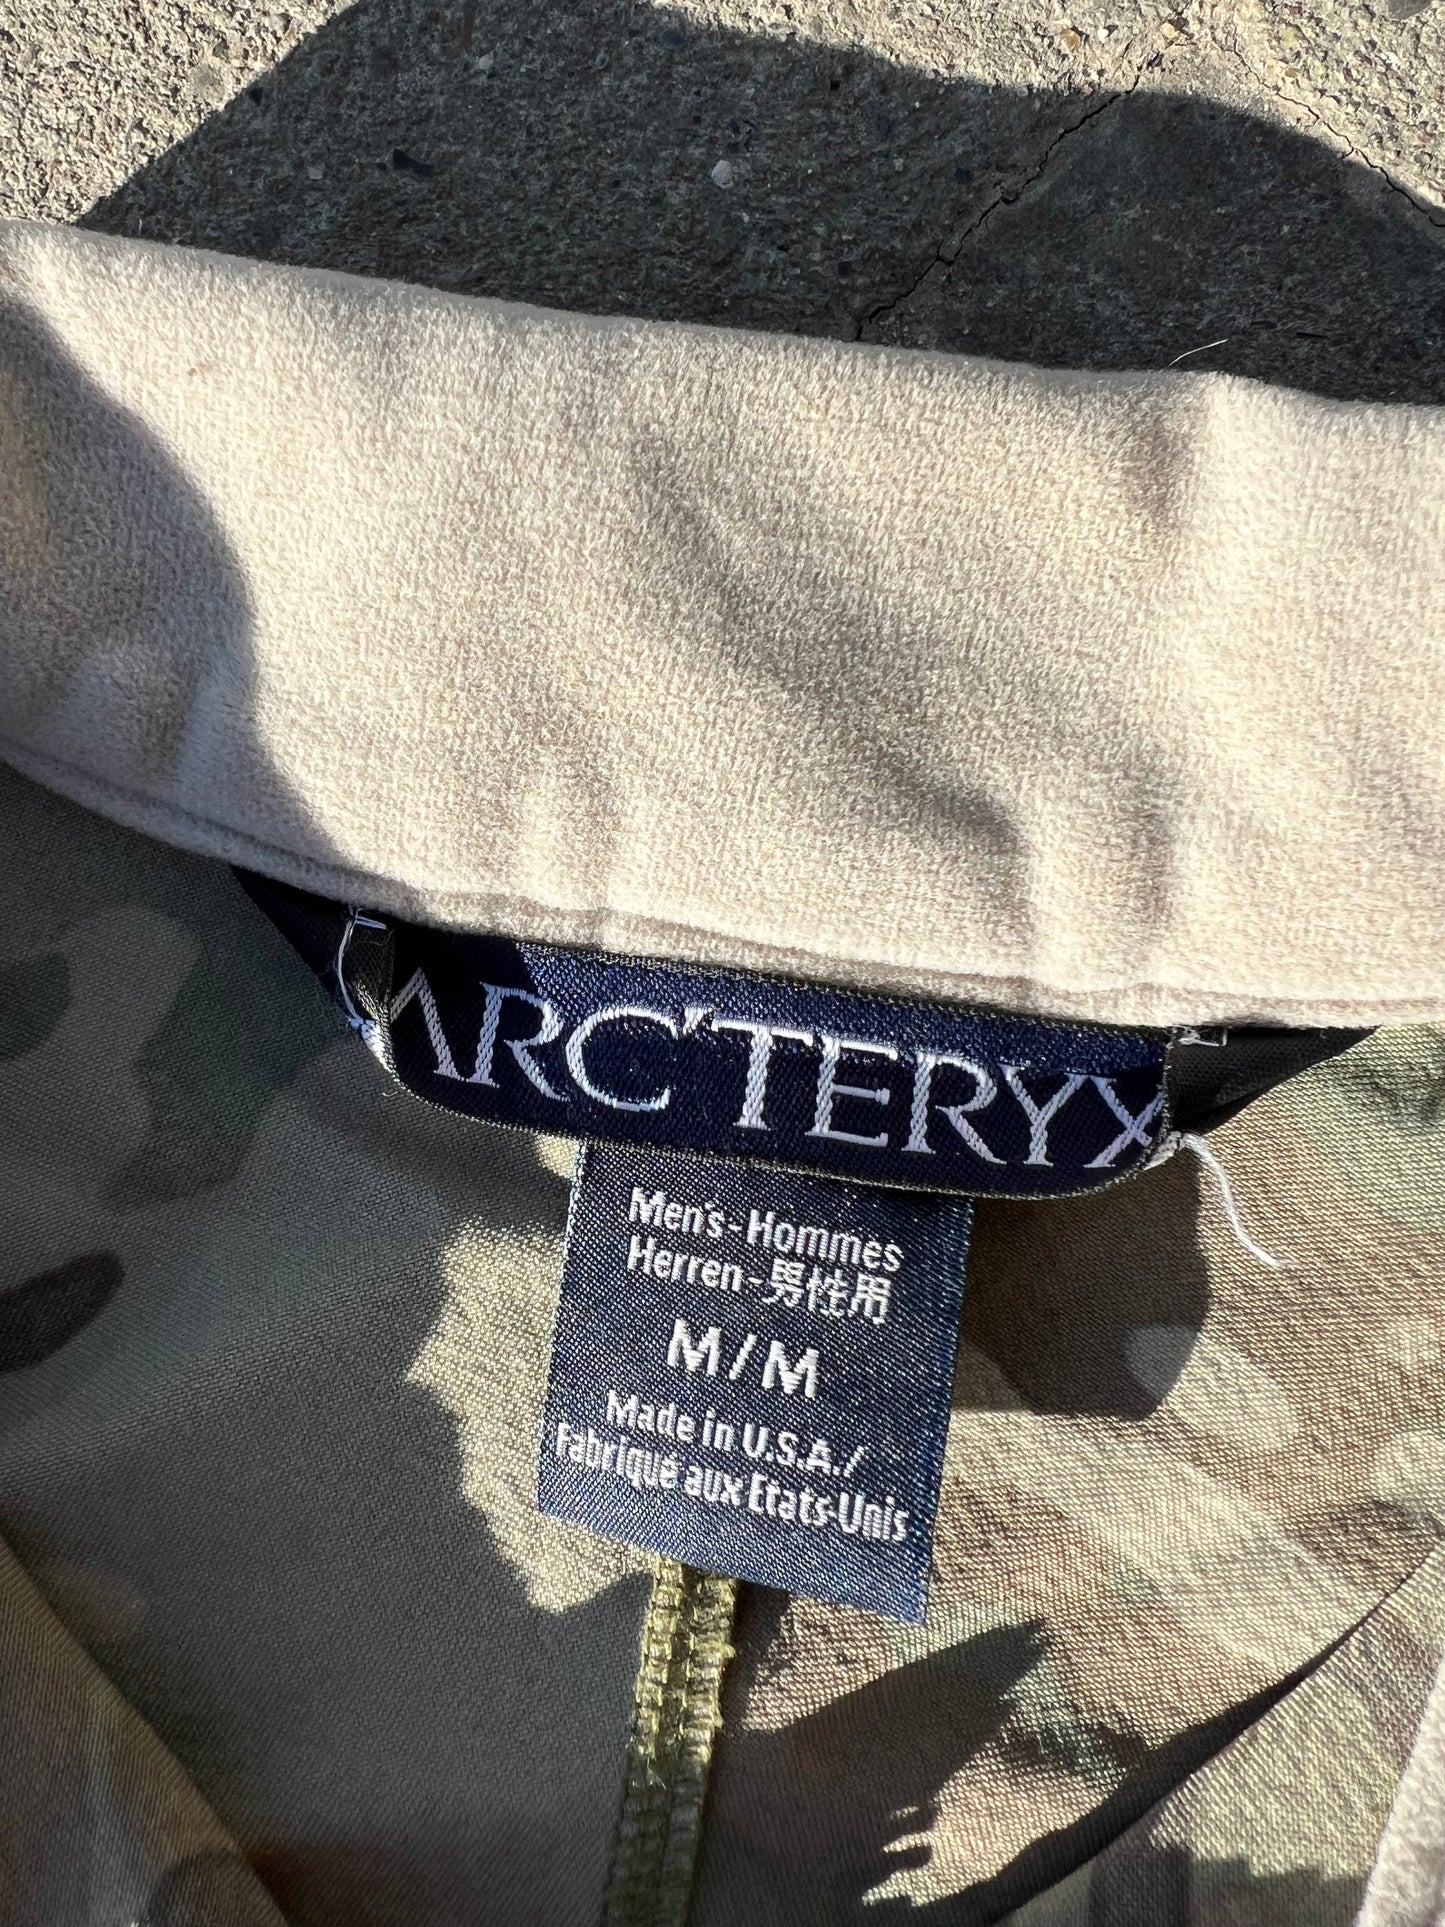 ARC'TERYX
Men's - Hommes
Herren - 男性用
M / M
Made in U.S.A./
Fabriqué aux Etats-Unis